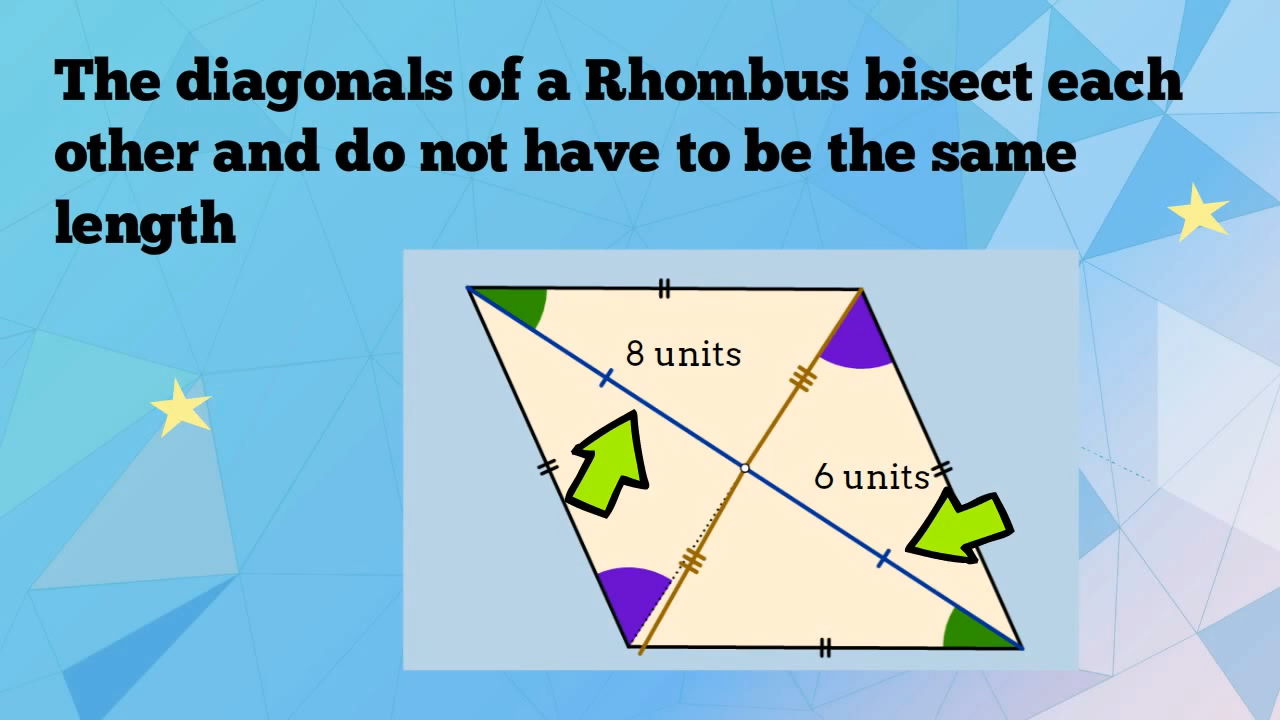 The diagonals of a Rhombus bisect each
other and do not have to be the same
length
8 units
6 units